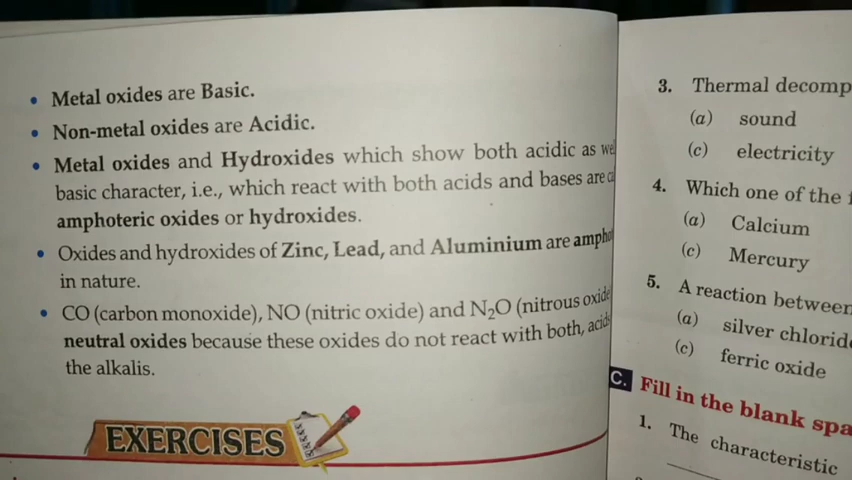 • Metal oxides are Basic.
• Non-metal oxides are Acidic.
• Metal oxides and Hydroxides which show both acidic as
basic character, i.e., which react with both acids and bases are
amphoteric oxides or hydroxides.
• Oxides and hydroxides of Zinc, Lead, and Aluminium are
in nature.
• CO (carbon monoxide), NO (nitric oxide) and N₂O (nitrous oxide
neutral oxides because these oxides do not react with both, acids
the alkalis.
EXERCISES
3. Thermal
(a) sound
(c) electricity
4. Which one of the
(a) Calcium
(c) Mercury
5. A reaction between
(a) silver
(c) ferric oxide
C. Fill in the blank
1. The characteristic